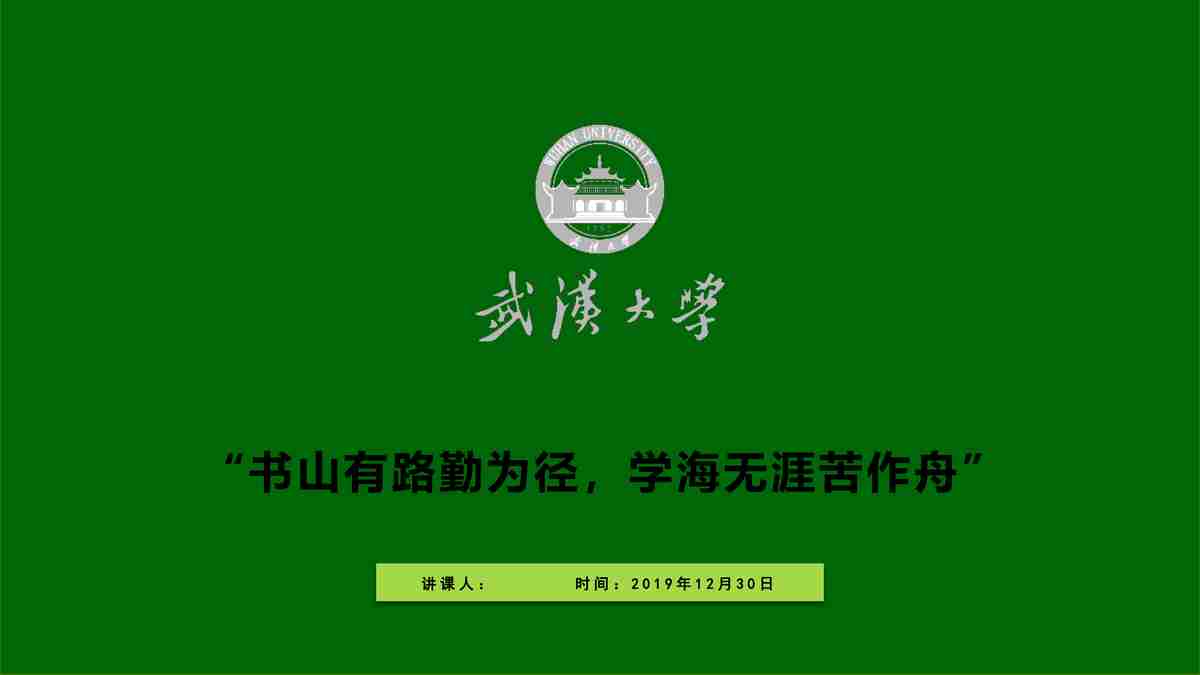 WUHAN UNIVERSITY
武漢大學
武漢大學
“书山有路勤为径，学海无涯苦作舟”
讲课人： 时间：2019年12月30日